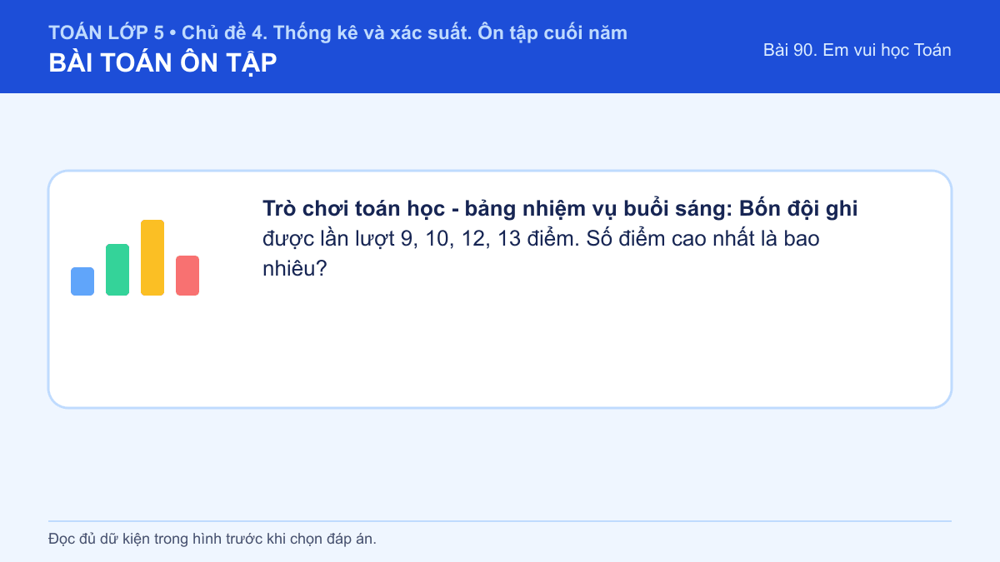 TOÁN LỚP 5 • Chủ đề 4. Thống kê và xác suất. Ôn tập cuối năm
BÀI TOÁN ÔN TẬP
Bài 90. Em vui học Toán
Trò chơi toán học - bảng nhiệm vụ buổi sáng: Bốn đội ghi
được lần lượt 9, 10, 12, 13 điểm. Số điểm cao nhất là bao
nhiêu?
Đọc đủ dữ kiện trong hình trước khi chọn đáp án.